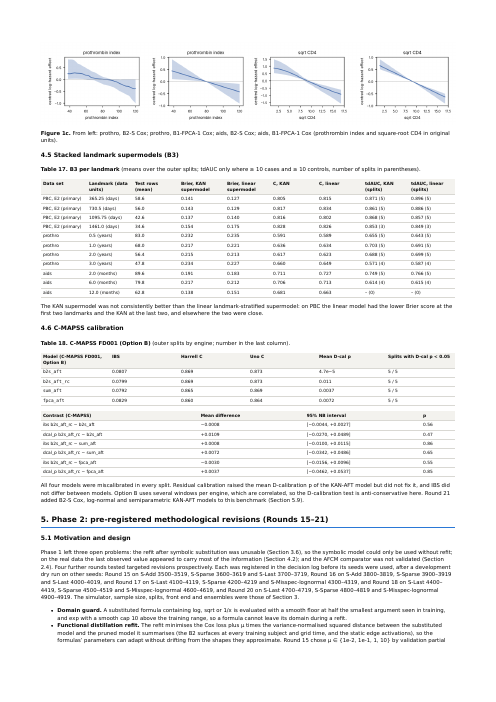 prothrombin index
prothrombin index
sqrt CD4
sqrt CD4
Figure 1c. From left: prothro, B2-S Cox; prothro, B1-FPCA-1 Cox; aids, B2-S Cox; aids, B1-FPCA-1 Cox (prothrombin index and square-root CD4 in original
units).
4.5 Stacked landmark supermodels (B3)
Table 17. B3 per landmark (means over the outer splits; tdAUC only where ≥ 10 cases and ≥ 10 controls, number of splits in parentheses).
Data set Landmark (data units) Test rows (mean) Brier, KAN supermodel Brier, linear supermodel C, KAN C, linear tdAUC, KAN (splits) tdAUC, linear (splits)
PBC, E2 (primary) 365.25 (days) 58.6 0.141 0.127 0.805 0.815 0.871 (5) 0.896 (5)
PBC, E2 (primary) 730.5 (days) 56.0 0.143 0.129 0.817 0.834 0.861 (5) 0.886 (5)
PBC, E2 (primary) 1095.75 (days) 42.6 0.137 0.140 0.816 0.802 0.868 (5) 0.857 (5)
PBC, E2 (primary) 1461.0 (days) 34.6 0.154 0.175 0.828 0.826 0.853 (3) 0.849 (3)
prothro 0.5 (years) 83.0 0.232 0.235 0.591 0.589 0.655 (5) 0.643 (5)
prothro 1.0 (years) 68.0 0.217 0.221 0.636 0.634 0.703 (5) 0.691 (5)
prothro 2.0 (years) 56.4 0.215 0.213 0.617 0.623 0.688 (5) 0.699 (5)
prothro 3.0 (years) 47.8 0.234 0.227 0.660 0.649 0.571 (4) 0.587 (4)
aids 2.0 (months) 89.6 0.191 0.183 0.711 0.727 0.749 (5) 0.766 (5)
aids 6.0 (months) 79.8 0.217 0.212 0.706 0.713 0.614 (4) 0.615 (4)
aids 12.0 (months) 62.8 0.138 0.151 0.681 0.663 – (0) – (0)
The KAN supermodel was not consistently better than the linear landmark-stratified supermodel: on PBC the linear model had the lower Brier score at the
first two landmarks and the KAN at the last two, and elsewhere the two were close.
4.6 C-MAPSS calibration
Table 18. C-MAPSS FD001 (Option B) (outer splits by engine; number in the last column).
Model (C-MAPSS FD001, Option B) IBS Harrell C Uno C Mean D-cal p Splits with D-cal p < 0.05
b2s_aft 0.0807 0.869 0.873 4.7e−5 5 / 5
b2s_aft_rc 0.0799 0.869 0.873 0.011 5 / 5
sum_aft 0.0792 0.865 0.869 0.0037 5 / 5
fpca_aft 0.0829 0.860 0.864 0.0072 5 / 5
Contrast (C-MAPSS) Mean difference 95% NB interval p
ibs b2s_aft_rc − b2s_aft −0.0008 [−0.0044, +0.0027] 0.56
dcal_p b2s_aft_rc − b2s_aft +0.0109 [−0.0270, +0.0489] 0.47
ibs b2s_aft_rc − sum_aft +0.0008 [−0.0100, +0.0115] 0.86
dcal_p b2s_aft_rc − sum_aft +0.0072 [−0.0342, +0.0486] 0.65
ibs b2s_aft_rc − fpca_aft −0.0030 [−0.0156, +0.0096] 0.55
dcal_p b2s_aft_rc − fpca_aft +0.0037 [−0.0462, +0.0537] 0.85
All four models were miscalibrated in every split. Residual calibration raised the mean D-calibration p of the KAN-AFT model but did not fix it, and IBS did
not differ between models. Option B uses several windows per engine, which are correlated, so the D-calibration test is anti-conservative here. Round 21
added B2-S Cox, log-normal and semiparametric KAN-AFT models to this benchmark (Section 5.9).
5. Phase 2: pre-registered methodological revisions (Rounds 15–21)
5.1 Motivation and design
Phase 1 left three open problems: the refit after symbolic substitution was unusable (Section 3.6), so the symbolic model could only be used without refit;
on the real data the last observed value appeared to carry most of the information (Section 4.2); and the AFCM comparator was not validated (Section
2.4). Four further rounds tested targeted revisions prospectively. Each was registered in the decision log before its seeds were used, after a development
dry run on other seeds: Round 15 on S-Add 3500–3519, S-Sparse 3600–3619 and S-Last 3700–3719, Round 16 on S-Add 3800–3819, S-Sparse 3900–3919
and S-Last 4000–4019, and Round 17 on S-Last 4100–4119, S-Sparse 4200–4219 and S-Misspec-lognormal 4300–4319, and Round 18 on S-Last 4400–
4419, S-Sparse 4500–4519 and S-Misspec-lognormal 4600–4619, and Round 20 on S-Last 4700–4719, S-Sparse 4800–4819 and S-Misspec-lognormal
4900–4919. The simulator, sample size, splits, front end and ensembles were those of Section 3.
• Domain guard. A substituted formula containing log, sqrt or 1/x is evaluated with a smooth floor at half the smallest argument seen in training,
and exp with a smooth cap 10 above the training range, so a formula cannot leave its domain during a refit.
• Functional distillation refit. The refit minimises the Cox loss plus μ times the variance-normalised squared distance between the substituted
model and the pruned model it summarises (the B2 surfaces at every training subject and grid time, and the static edge activations), so the
formulas' parameters can adapt without drifting from the shapes they approximate. Round 15 chose μ ∈ {1e-2, 1e-1, 1, 10} by validation partial